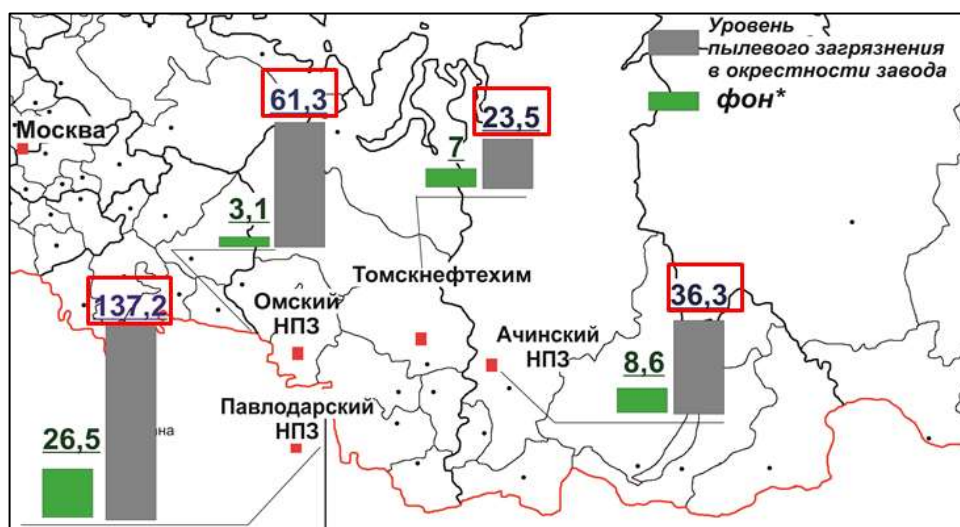 Уровень
пылевого загрязнения
в окрестности завода
фон*
61,3
23,5
Москва
7
3,1
Томскнефтехим
137,2
Омский
НПЗ
36,3
Ачинский
НПЗ
8,6
Павлодарский
НПЗ
26,5
ана